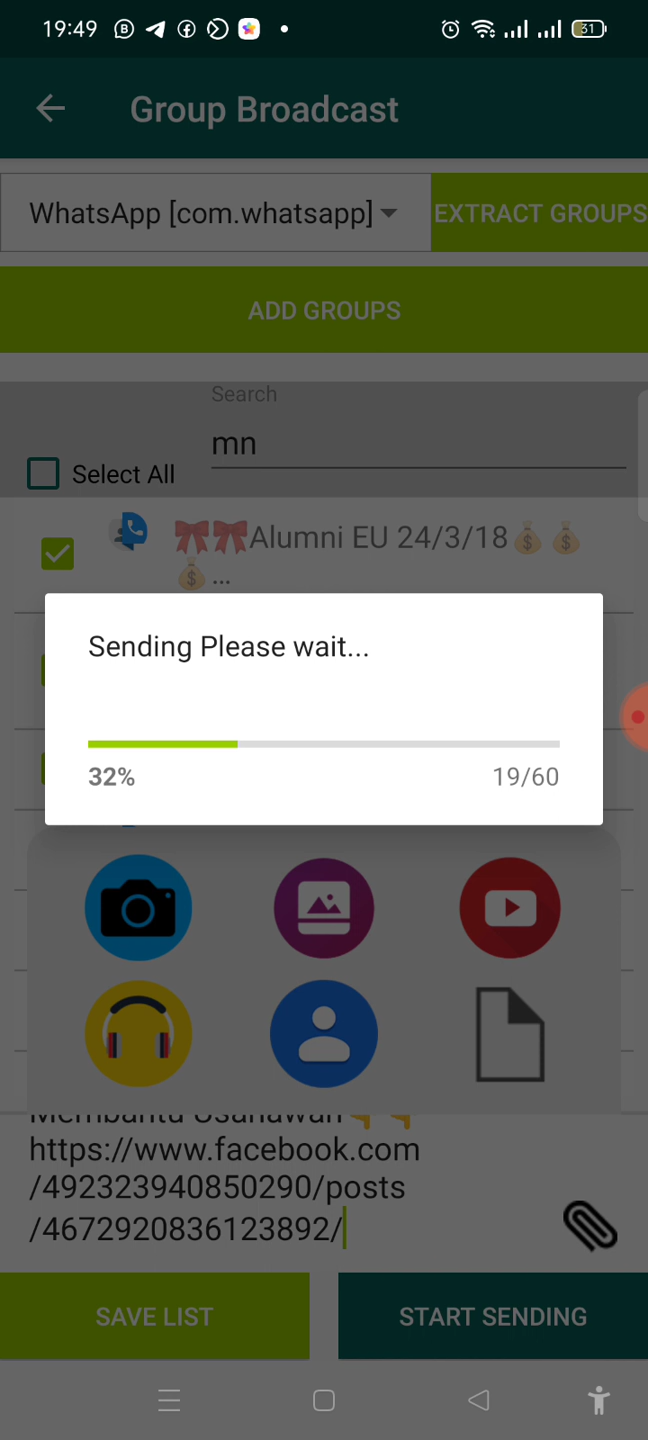 19:49
31
Group Broadcast
WhatsApp [com.whatsapp]
EXTRACT GROUPS
ADD GROUPS
Search
mn
Select All
🎀🎀Alumni EU 24/3/18💰💰
💰...
Sending Please wait...
32%
19/60
Membantu Usahawan👇👇
https://www.facebook.com
/492323940850290/posts
/4672920836123892/
SAVE LIST
START SENDING